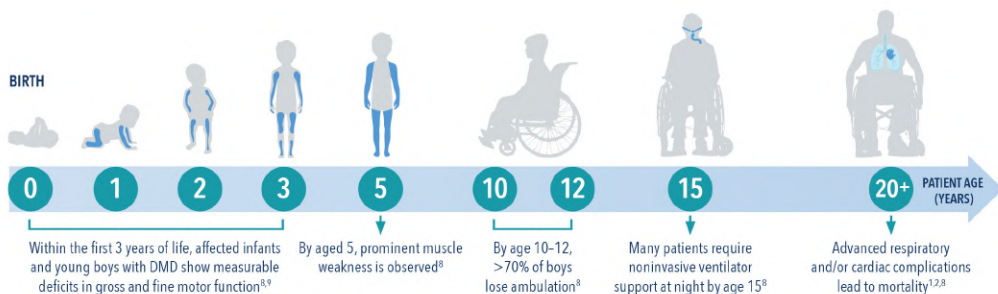 BIRTH
0
1
2
3
5
10
12
15
20+
PATIENT AGE
(YEARS)
Within the first 3 years of life, affected infants
and young boys with DMD show measurable
deficits in gross and fine motor function8,9
By aged 5, prominent muscle
weakness is observed8
By age 10–12,
>70% of boys
lose ambulation8
Many patients require
noninvasive ventilator
support at night by age 158
Advanced respiratory
and/or cardiac complications
lead to mortality1,2,8